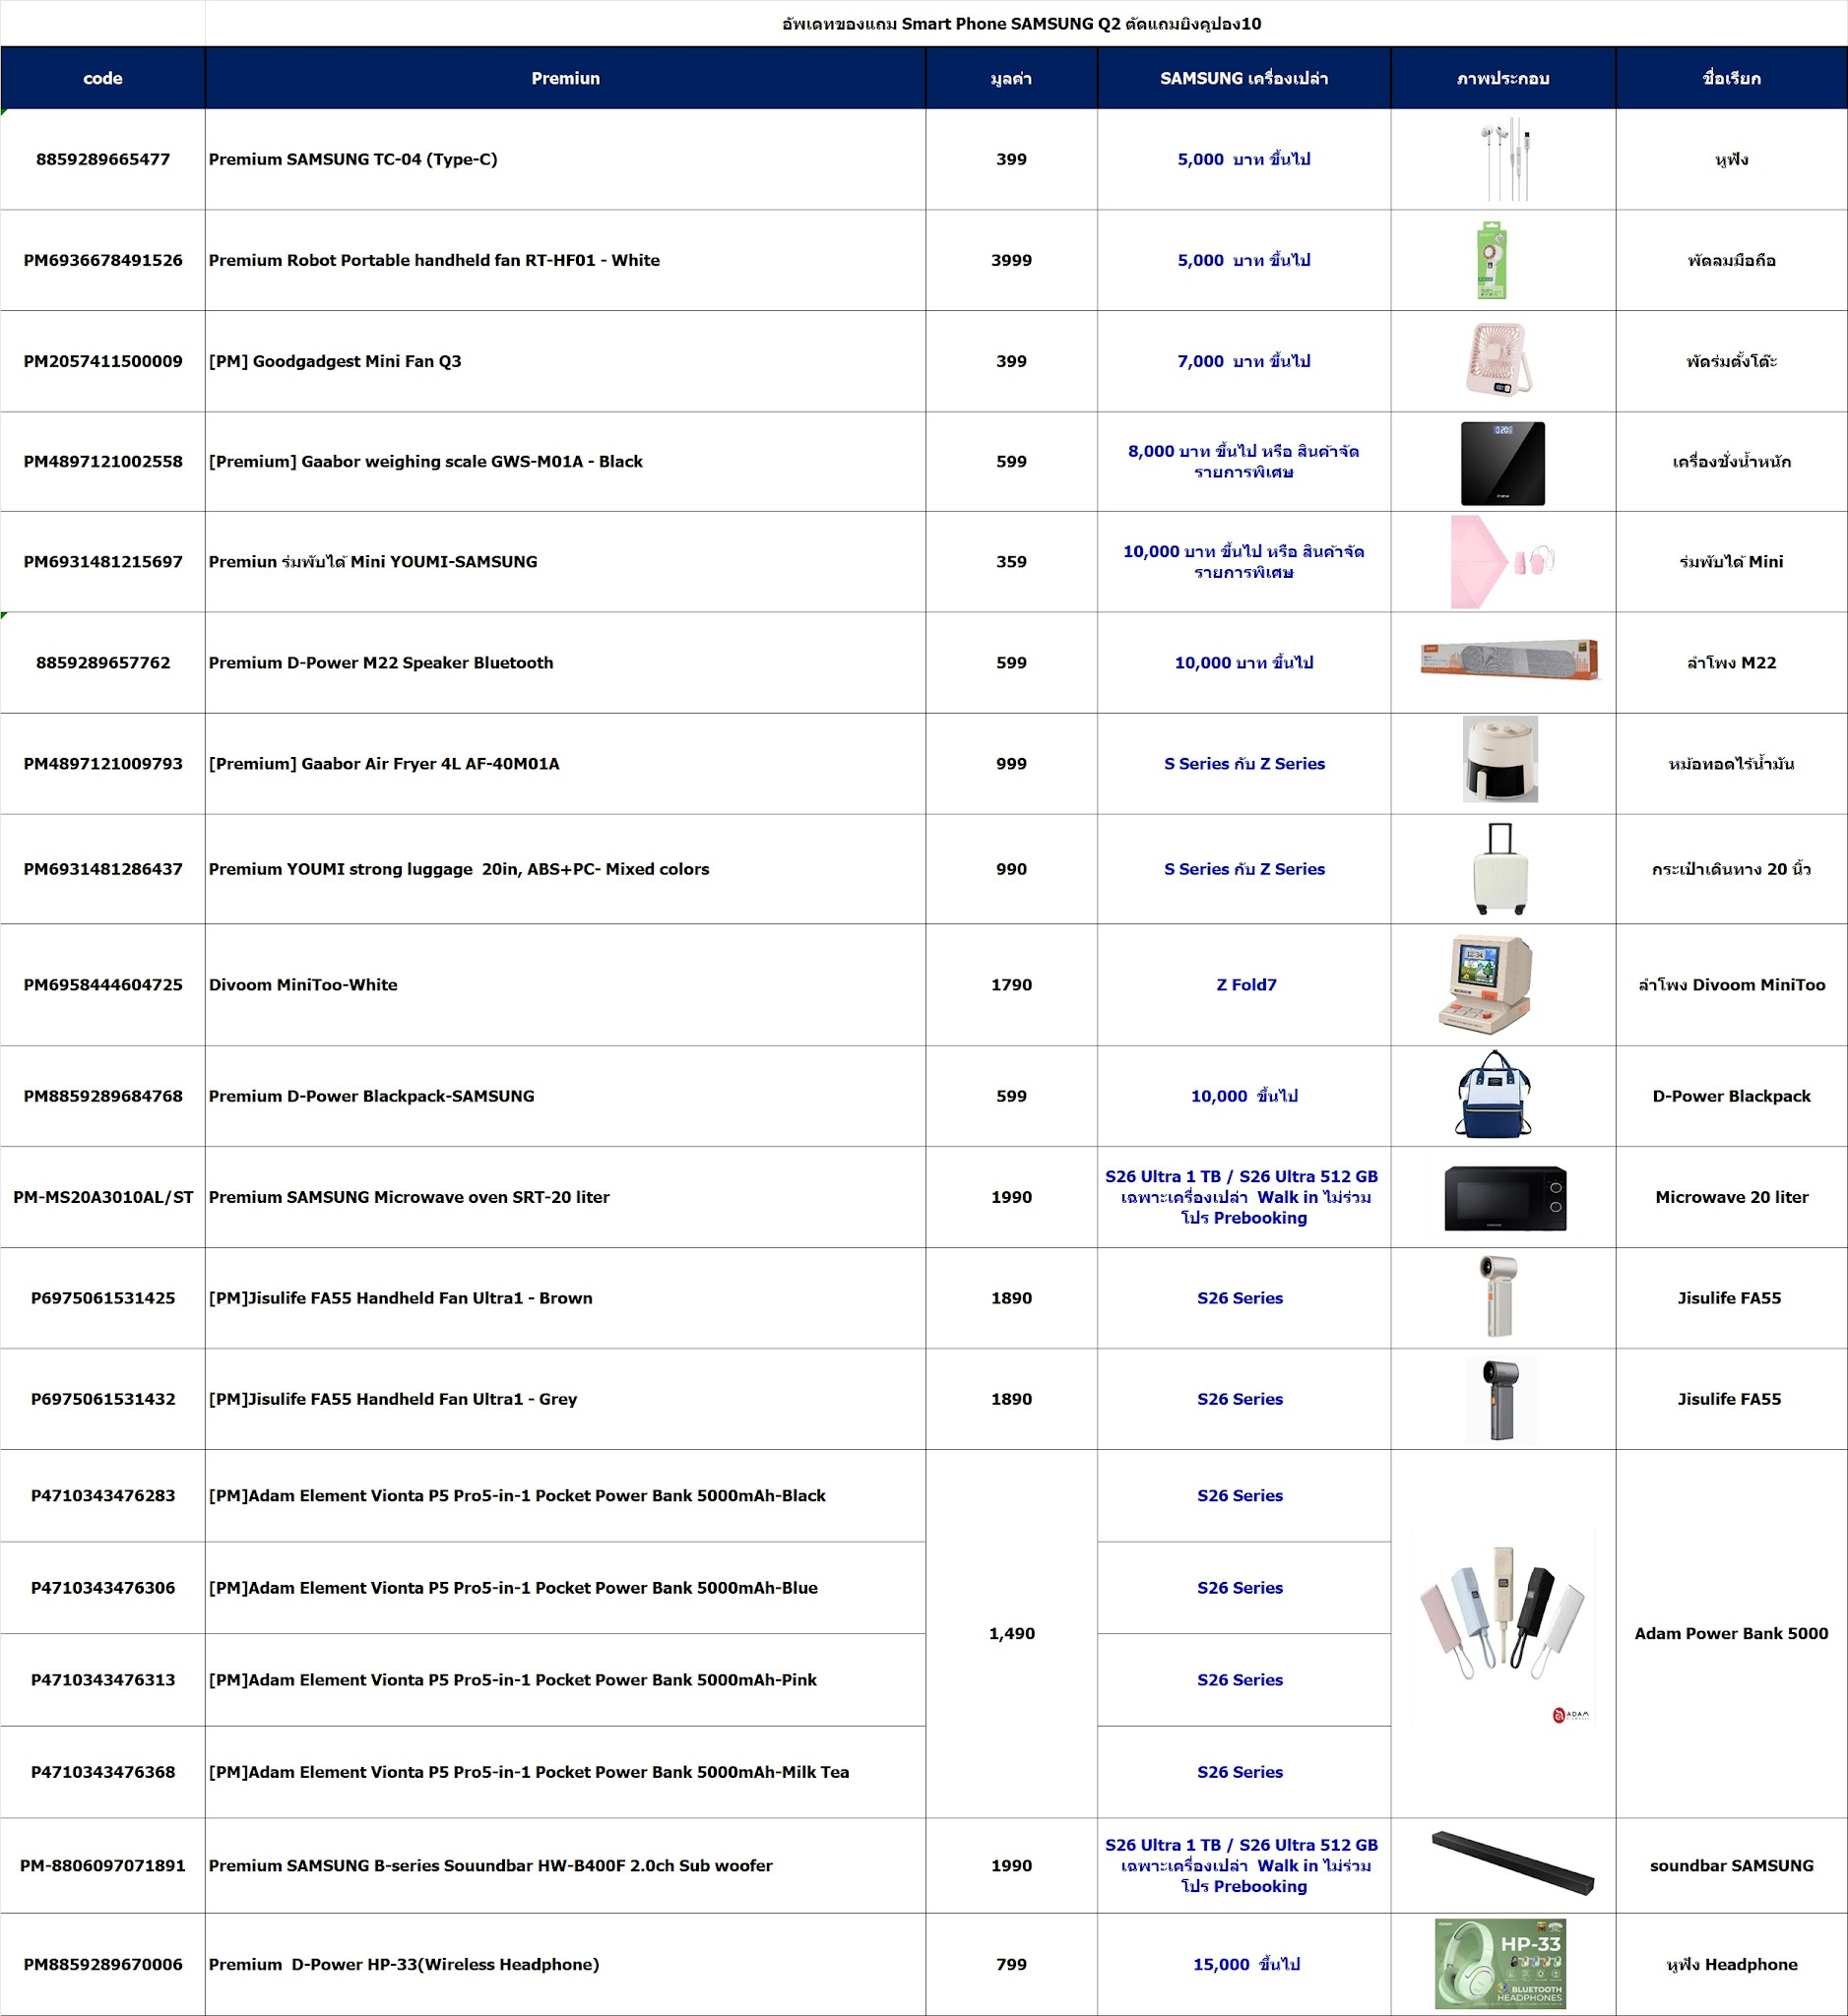 อัพเดทของแถม Smart Phone SAMSUNG Q2 ตัดแถมยิงคูปอง10
code Premiun มูลค่า SAMSUNG เครื่องเปล่า ภาพประกอบ ชื่อเรียก
8859289665477 Premium SAMSUNG TC-04 (Type-C) 399 5,000 บาท ขึ้นไป หูฟัง
PM6936678491526 Premium Robot Portable handheld fan RT-HF01 - White 3999 5,000 บาท ขึ้นไป พัดลมมือถือ
PM2057411500009 [PM] Goodgadgest Mini Fan Q3 399 7,000 บาท ขึ้นไป พัดร่มตั้งโต๊ะ
PM4897121002558 [Premium] Gaabor weighing scale GWS-M01A - Black 599 8,000 บาท ขึ้นไป หรือ สินค้าจัด
รายการพิเศษ เครื่องชั่งน้ำหนัก
PM6931481215697 Premiun ร่มพับได้ Mini YOUMI-SAMSUNG 359 10,000 บาท ขึ้นไป หรือ สินค้าจัด
รายการพิเศษ ร่มพับได้ Mini
8859289657762 Premium D-Power M22 Speaker Bluetooth 599 10,000 บาท ขึ้นไป ลำโพง M22
PM4897121009793 [Premium] Gaabor Air Fryer 4L AF-40M01A 999 S Series กับ Z Series หม้อทอดไร้น้ำมัน
PM6931481286437 Premium YOUMI strong luggage 20in, ABS+PC- Mixed colors 990 S Series กับ Z Series กระเป๋าเดินทาง 20 นิ้ว
PM6958444604725 Divoom MiniToo-White 1790 Z Fold7 12:34 ลำโพง Divoom MiniToo
PM8859289684768 Premium D-Power Blackpack-SAMSUNG 599 10,000 ขึ้นไป D-Power Blackpack
PM-MS20A3010AL/ST Premium SAMSUNG Microwave oven SRT-20 liter 1990 S26 Ultra 1 TB / S26 Ultra 512 GB
เฉพาะเครื่องเปล่า Walk in ไม่ร่วม
โปร Prebooking Microwave 20 liter
P6975061531425 [PM]Jisulife FA55 Handheld Fan Ultra1 - Brown 1890 S26 Series Jisulife FA55
P6975061531432 [PM]Jisulife FA55 Handheld Fan Ultra1 - Grey 1890 S26 Series Jisulife FA55
P4710343476283 [PM]Adam Element Vionta P5 Pro5-in-1 Pocket Power Bank 5000mAh-Black S26 Series
P4710343476306 [PM]Adam Element Vionta P5 Pro5-in-1 Pocket Power Bank 5000mAh-Blue S26 Series
1,490 Adam Power Bank 5000
P4710343476313 [PM]Adam Element Vionta P5 Pro5-in-1 Pocket Power Bank 5000mAh-Pink S26 Series
ADAM
P4710343476368 [PM]Adam Element Vionta P5 Pro5-in-1 Pocket Power Bank 5000mAh-Milk Tea S26 Series
PM-8806097071891 Premium SAMSUNG B-series Souundbar HW-B400F 2.0ch Sub woofer 1990 S26 Ultra 1 TB / S26 Ultra 512 GB
เฉพาะเครื่องเปล่า Walk in ไม่ร่วม
โปร Prebooking soundbar SAMSUNG
PM8859289670006 Premium D-Power HP-33(Wireless Headphone) 799 15,000 ขึ้นไป หูฟัง Headphone
HP-33
BLUETOOTH
HEADPHONES